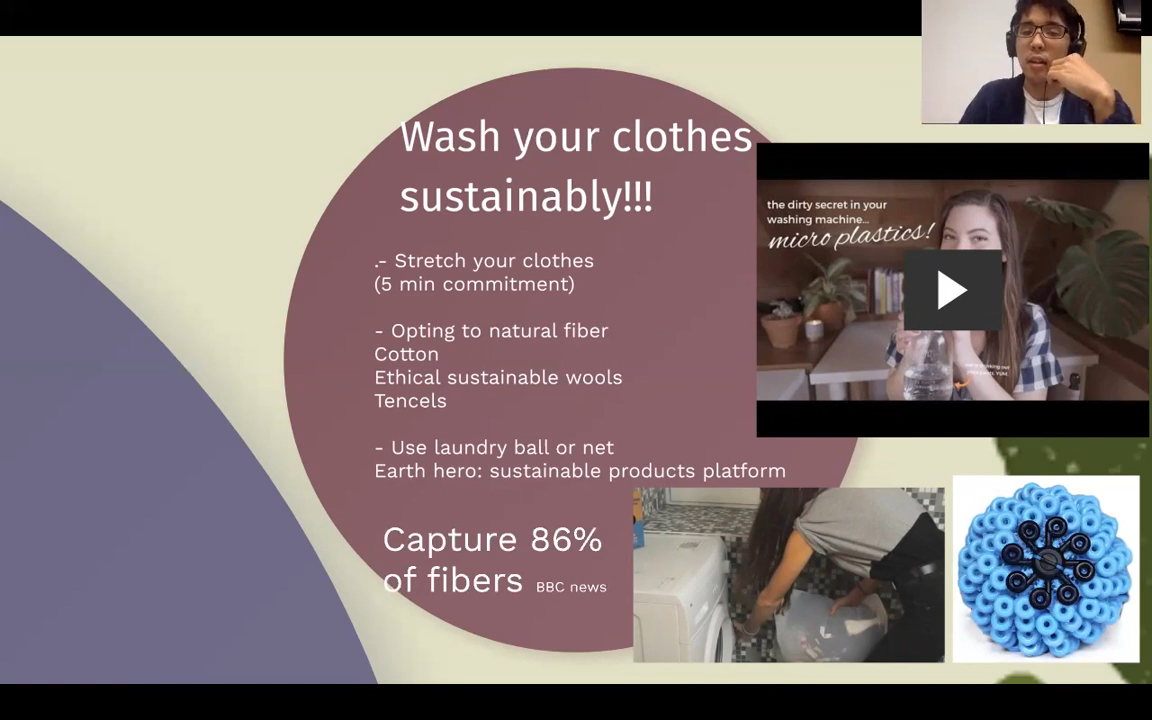 Wash your clothes
sustainably!!!
.- Stretch your clothes
(5 min commitment)
- Opting to natural fiber
Cotton
Ethical sustainable wools
Tencels
- Use laundry ball or net
Earth hero: sustainable products platform
Capture 86%
of fibers BBC news
the dirty secret in your
washing machine...
micro plastics!